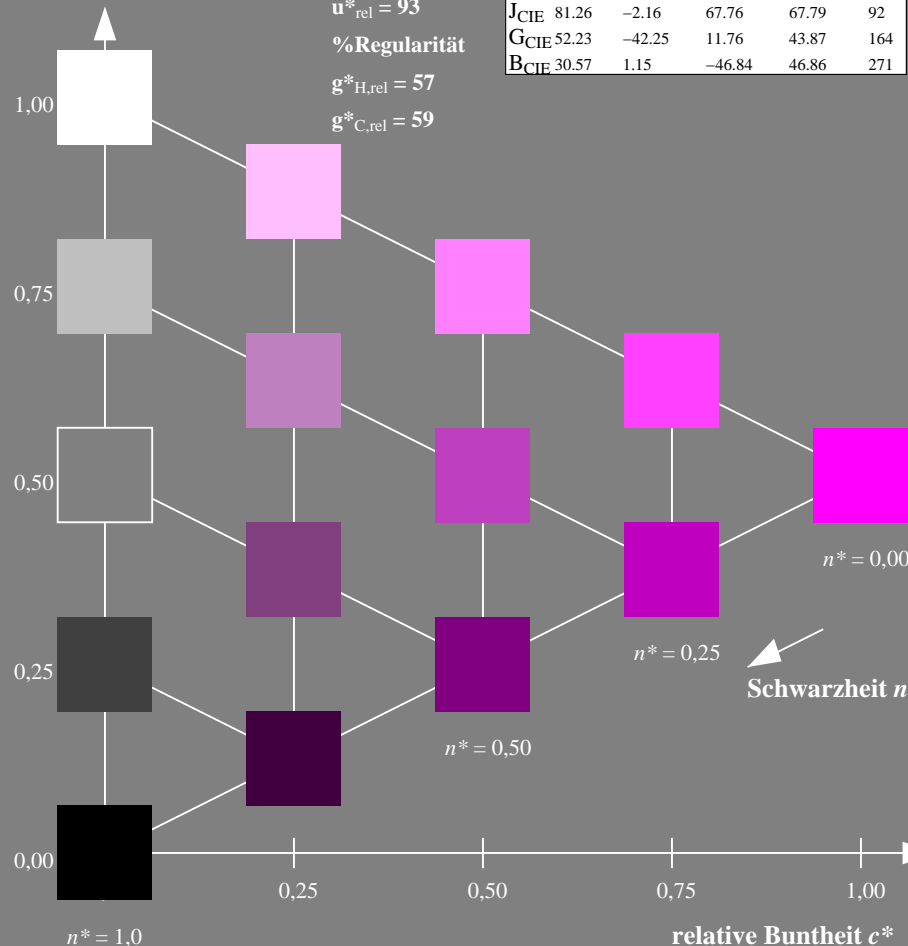 u*rel = 93
%Regularität
g*H,rel = 57
g*C,rel = 59
JCIE 81.26 −2.16 67.76 67.79 92
GCIE 52.23 −42.25 11.76 43.87 164
BCIE 30.57 1.15 −46.84 46.86 271
1,00
0,75
0,50
0,25
0,00
n* = 0,00
n* = 0,25
Schwarzheit n
n* = 0,50
0,25 0,50 0,75 1,00
n* = 1,0
relative Buntheit c*